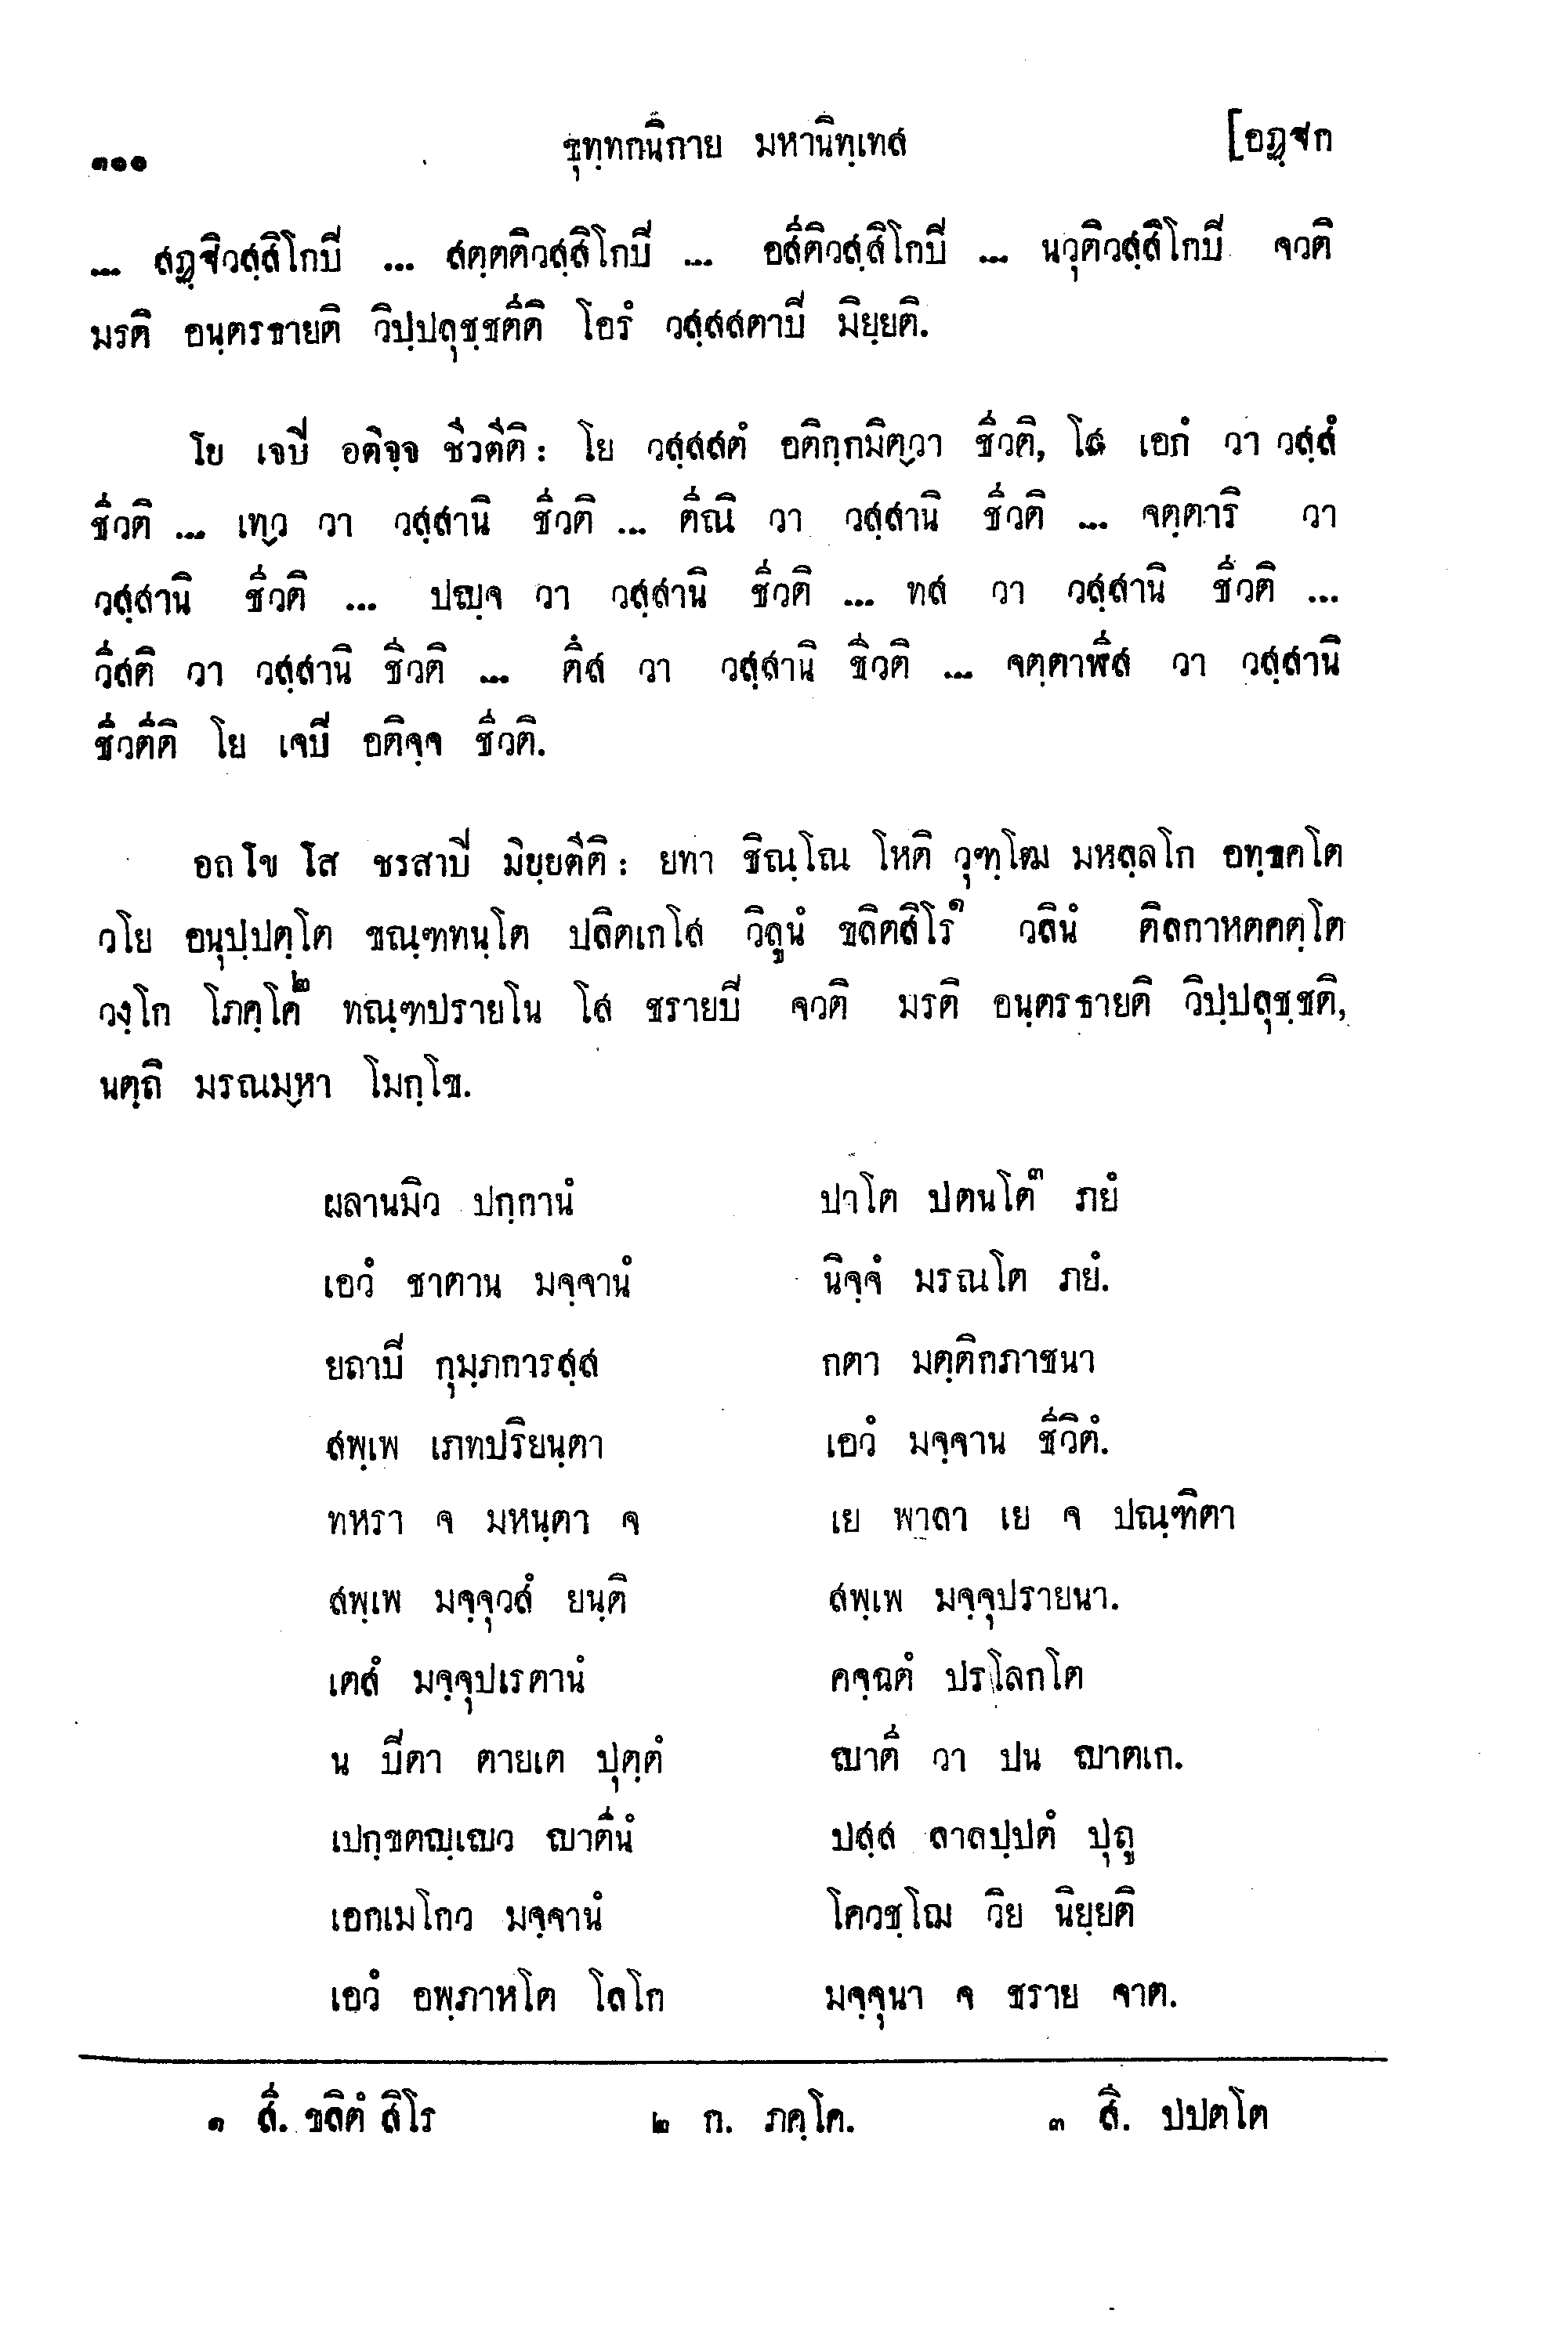 ๑๐๐ ขุทฺทกนิกาย มหานิทฺเทส [อฏฺฐก
... สฏฺฐิวสฺสิโกปิ ... สตฺตติวสฺสิโกปิ ... อสีติวสฺสิโกปิ ... นวุติวสฺสิโกปิ จวติ
มรติ อนฺตรธายติ วิปฺปลุชฺชตีติ โอรํ วสฺสสตาปิ มิยฺยติ.
โย เจปิ อติจฺจ ชีวตีติ : โย วสฺสสตํ อติกฺกมิตฺวา ชีวติ, โส เอกํ วา วสฺสํ
ชีวติ ... เทฺว วา วสฺสานิ ชีวติ ... ตีณิ วา วสฺสานิ ชีวติ ... จตฺตาริ วา
วสฺสานิ ชีวติ ... ปญฺจ วา วสฺสานิ ชีวติ ... ทส วา วสฺสานิ ชีวติ ...
วีสติ วา วสฺสานิ ชีวติ ... ตึส วา วสฺสานิ ชีวติ ... จตฺตาฬีส วา วสฺสานิ
ชีวตีติ โย เจปิ อติจฺจ ชีวติ.
อถ โข โส ชรสาปิ มิยฺยตีติ : ยทา ชิณฺโณ โหติ วุฑฺโฒ มหลฺลโก อทฺธคโต
วโย อนุปฺปตฺโต ขณฺฑทนฺโต ปลิตเกโส วิลูนํ ขลิตสิโร๑ วลินํ ติลกาหตคตฺโต
วงฺโก โภคฺโค๒ ทณฺฑปรายโน โส ชรายปิ จวติ มรติ อนฺตรธายติ วิปฺปลุชฺชติ,
นตฺถิ มรณมฺหา โมกฺโข.
ผลานมิว ปกฺกานํ ปาโต ปตนโต๓ ภยํ
เอวํ ชาตาน มจฺจานํ นิจฺจํ มรณโต ภยํ.
ยถาปิ กุมฺภการสฺส กตา มตฺติกภาชนา
สพฺเพ เภทปริยนฺตา เอวํ มจฺจาน ชีวิตํ.
ทหรา จ มหนฺตา จ เย พาลา เย จ ปณฺฑิตา
สพฺเพ มจฺจุวสํ ยนฺติ สพฺเพ มจฺจุปรายนา.
เตสํ มจฺจุปเรตานํ คจฺฉตํ ปรโลกโต
น ปิตา ตายเต ปุตฺตํ ญาตี วา ปน ญาตเก.
เปกฺขตญฺเญว ญาตีนํ ปสฺส ลาลปฺปตํ ปุถู
เอกเมโกว มจฺจานํ โควชฺโฌ วิย นิยฺยติ
เอวํ อพฺภาหโต โลโก มจฺจุนา จ ชราย จาต.
๑ สี. ขลิตํ สิโร ๒ ก. ภคฺโค. ๓ สี. ปปตโต